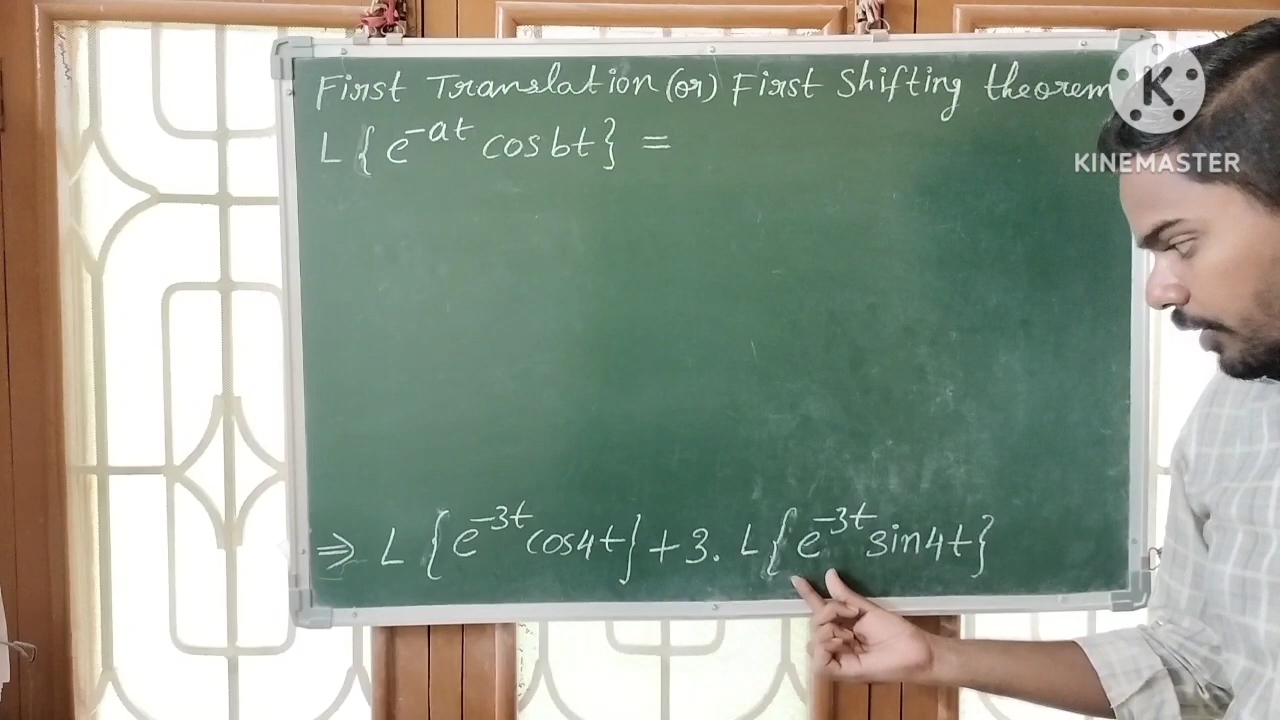 First Translation (or) First Shifting theorem
L{e^{-at} cosbt} =
⇒ L{e^{-3t} cos4t} + 3. L{e^{-3t} sin4t}
K
KINEMASTER